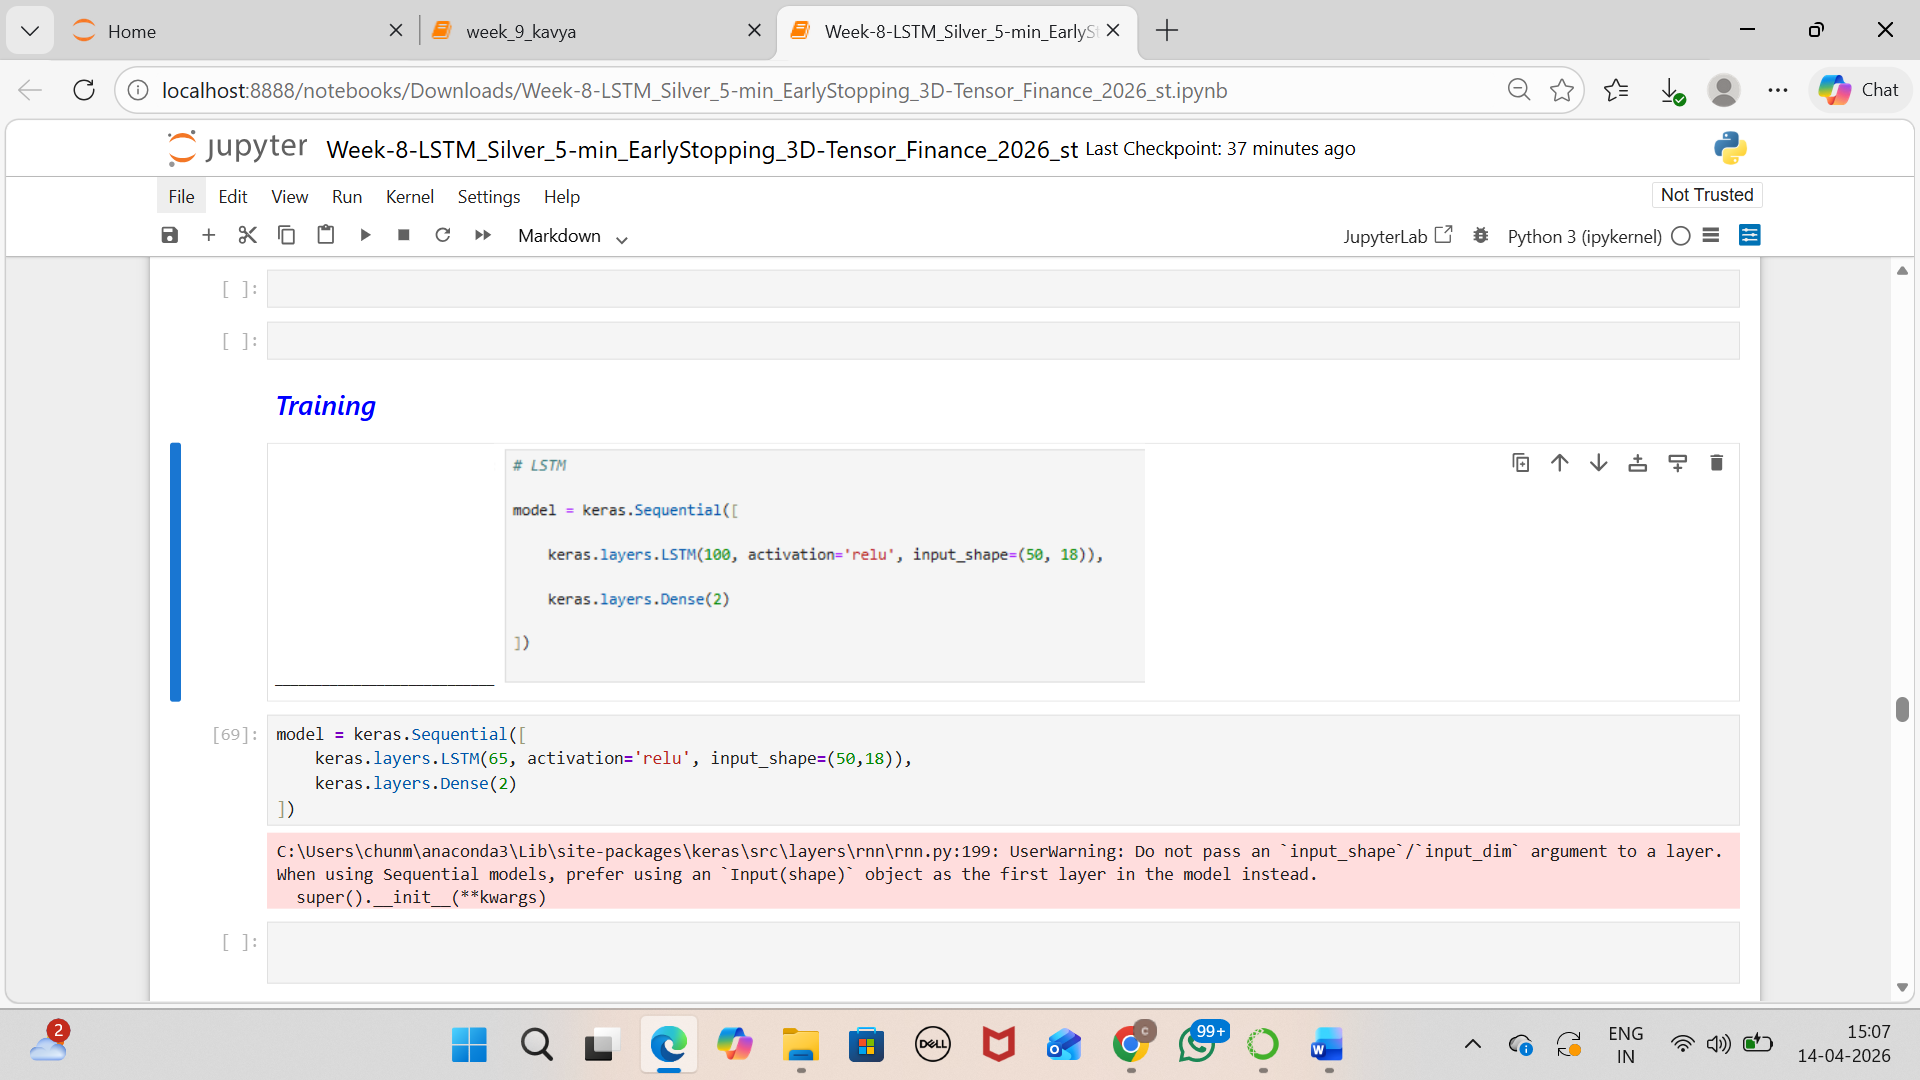 Home
week_9_kavya
Week-8-LSTM_Silver_5-min_EarlySt
localhost:8888/notebooks/Downloads/Week-8-LSTM_Silver_5-min_EarlyStopping_3D-Tensor_Finance_2026_st.ipynb
Chat
jupyter
Week-8-LSTM_Silver_5-min_EarlyStopping_3D-Tensor_Finance_2026_st Last Checkpoint: 37 minutes ago
File Edit View Run Kernel Settings Help
Not Trusted
Markdown
JupyterLab
Python 3 (ipykernel)
[ ]:
[ ]:
Training
# LSTM
model = keras.Sequential([
keras.layers.LSTM(100, activation='relu', input_shape=(50, 18)),
keras.layers.Dense(2)
])
[69]:
model = keras.Sequential([
keras.layers.LSTM(65, activation='relu', input_shape=(50,18)),
keras.layers.Dense(2)
])
C:\Users\chunm\anaconda3\Lib\site-packages\keras\src\layers\rnn\rnn.py:199: UserWarning: Do not pass an `input_shape`/`input_dim` argument to a layer.
When using Sequential models, prefer using an `Input(shape)` object as the first layer in the model instead.
super().__init__(**kwargs)
[ ]:
2
DELL
C
99+
W
ENG
IN
15:07
14-04-2026